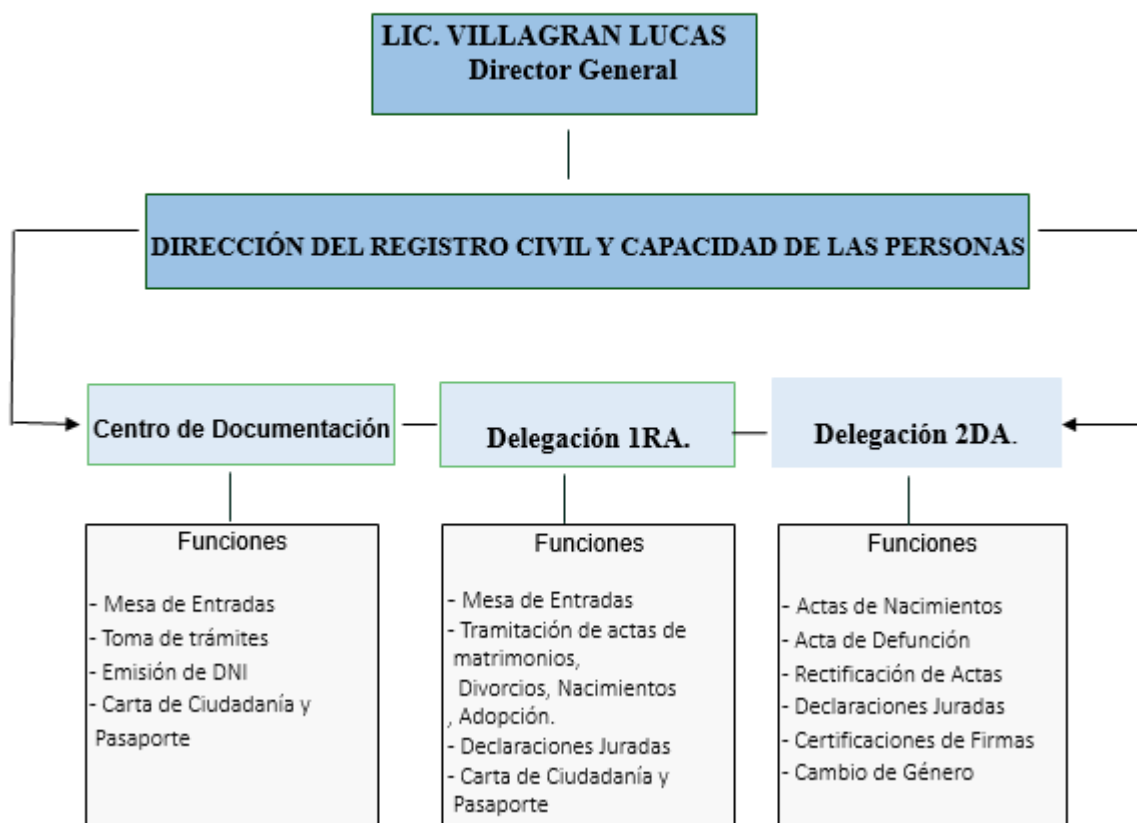 LIC. VILLAGRAN LUCAS
Director General
DIRECCIÓN DEL REGISTRO CIVIL Y CAPACIDAD DE LAS PERSONAS
Centro de Documentación
Delegación 1RA.
Delegación 2DA.
Funciones
- Mesa de Entradas
- Toma de trámites
- Emisión de DNI
- Carta de Ciudadanía y
Pasaporte
Funciones
- Mesa de Entradas
- Tramitación de actas de
matrimonios,
Divorcios, Nacimientos
, Adopción.
- Declaraciones Juradas
- Carta de Ciudadanía y
Pasaporte
Funciones
- Actas de Nacimientos
- Acta de Defunción
- Rectificación de Actas
- Declaraciones Juradas
- Certificaciones de Firmas
- Cambio de Género